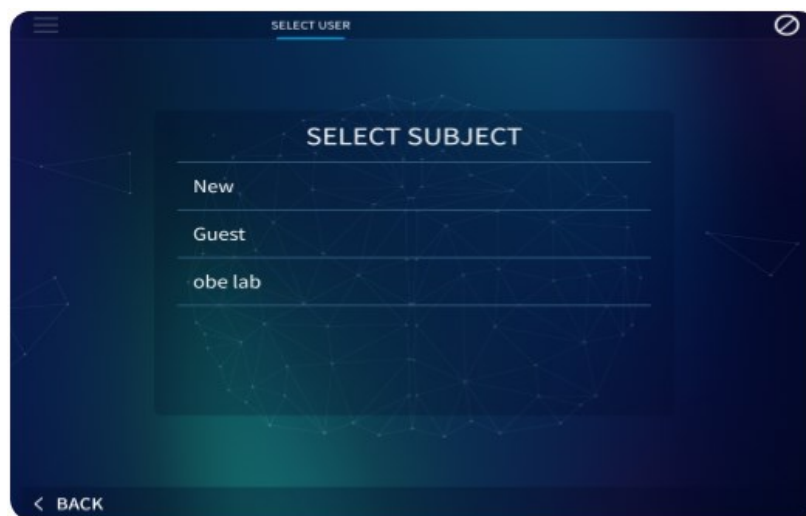 SELECT USER
SELECT SUBJECT
New
Guest
obe lab
< BACK